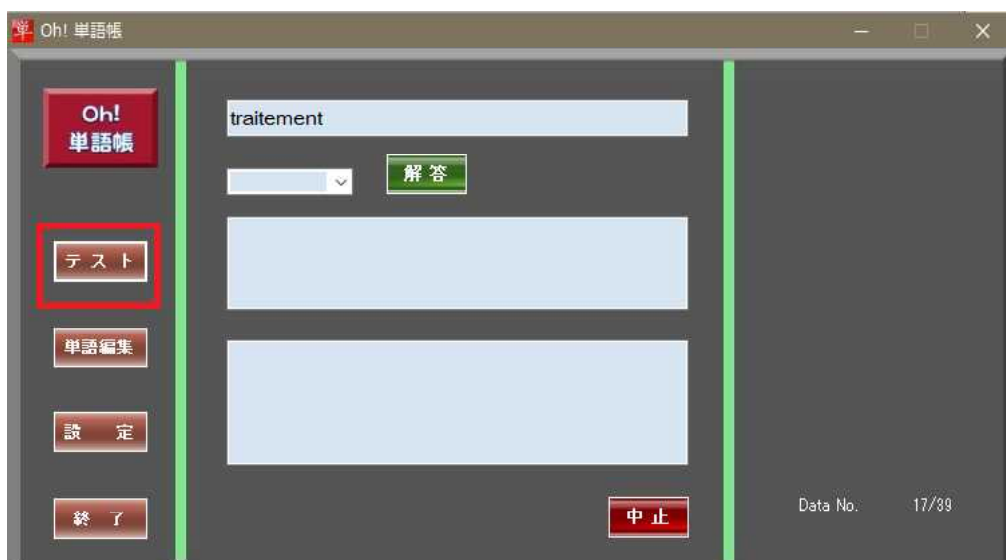 単 Oh! 単語帳
Oh!
単語帳
テスト
単語編集
設 定
終 了
traitement
解 答
中 止
Data No. 17/39